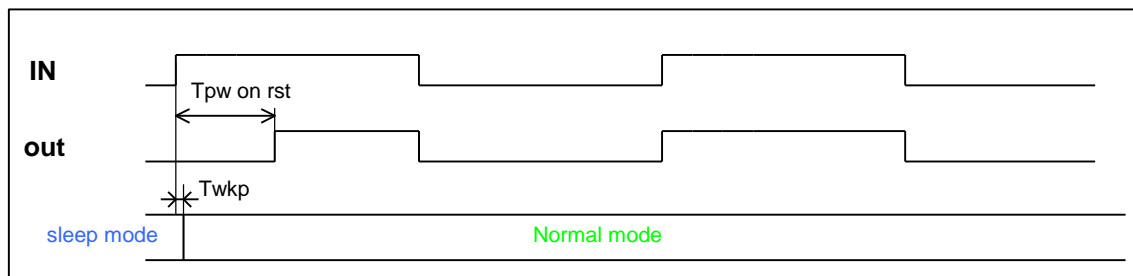 IN
Tpw on rst
out
Twkp
sleep mode
Normal mode